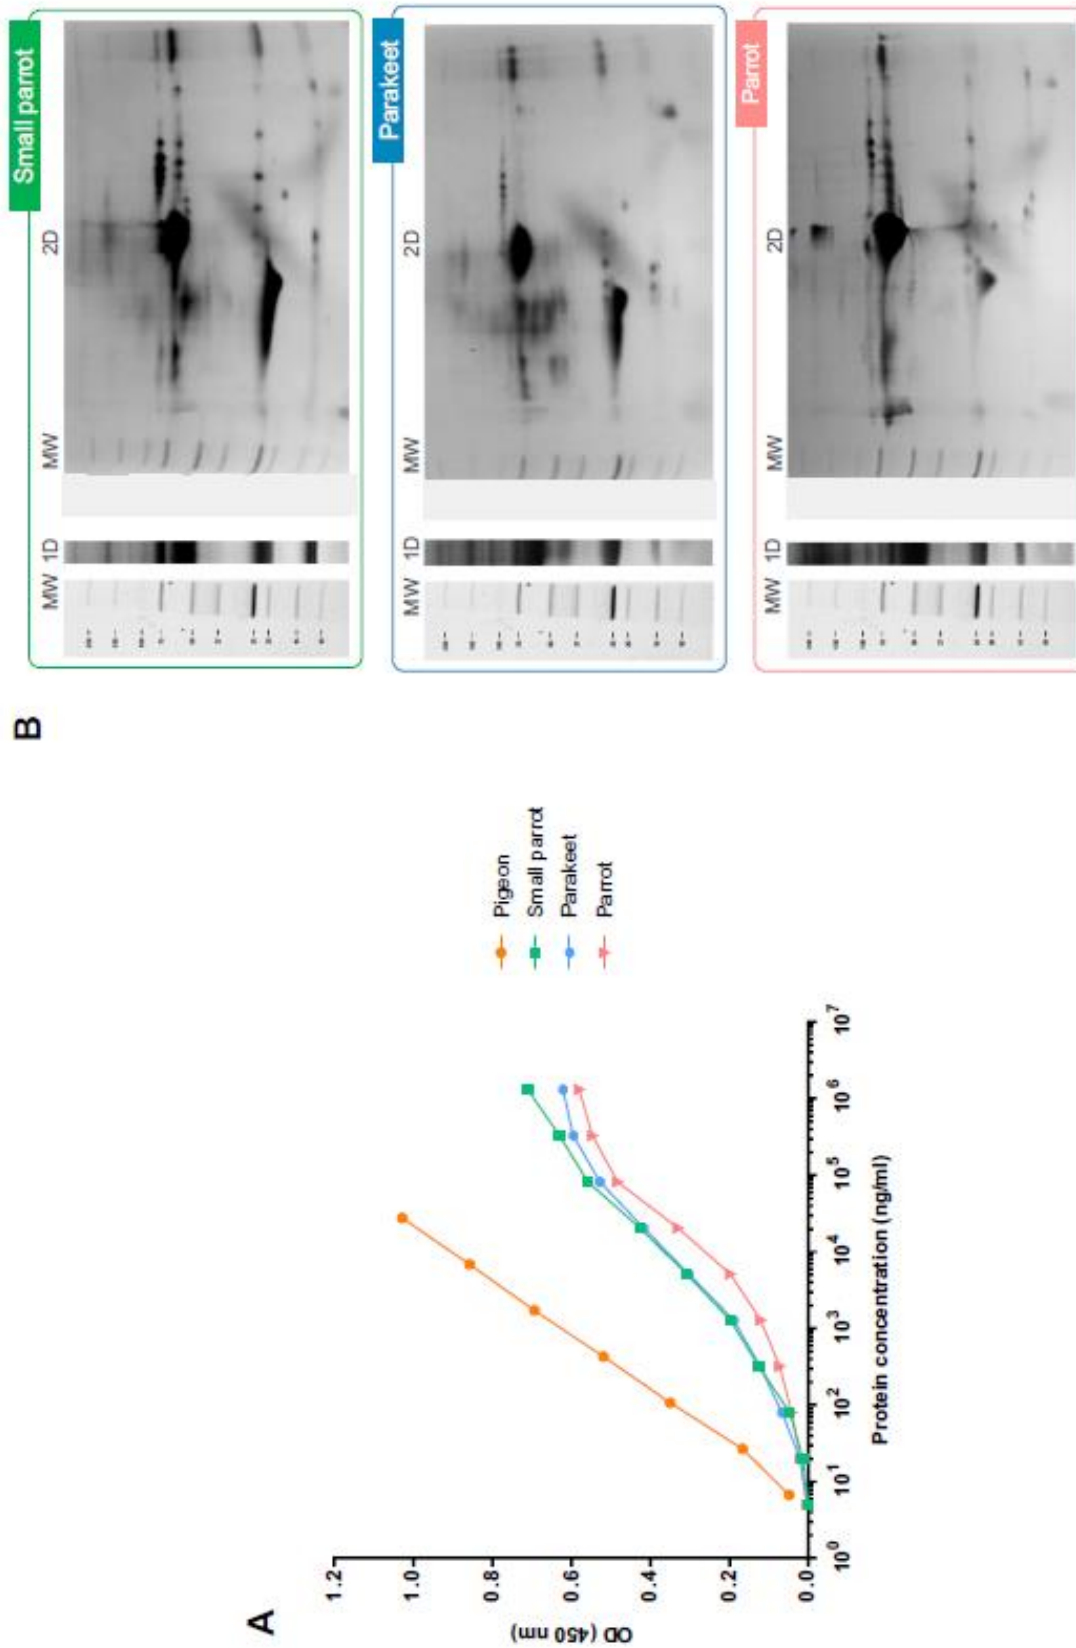 A
OD (450 nm)
1.2
1.0
0.8
0.6
0.4
0.2
0.0
10^0
10^1
10^2
10^3
10^4
10^5
10^6
10^7
Protein concentration (ng/ml)
Pigeon
Small parrot
Parakeet
Parrot
B
Small parrot
MW 1D MW 2D
Parakeet
MW 1D MW 2D
Parrot
MW 1D MW 2D